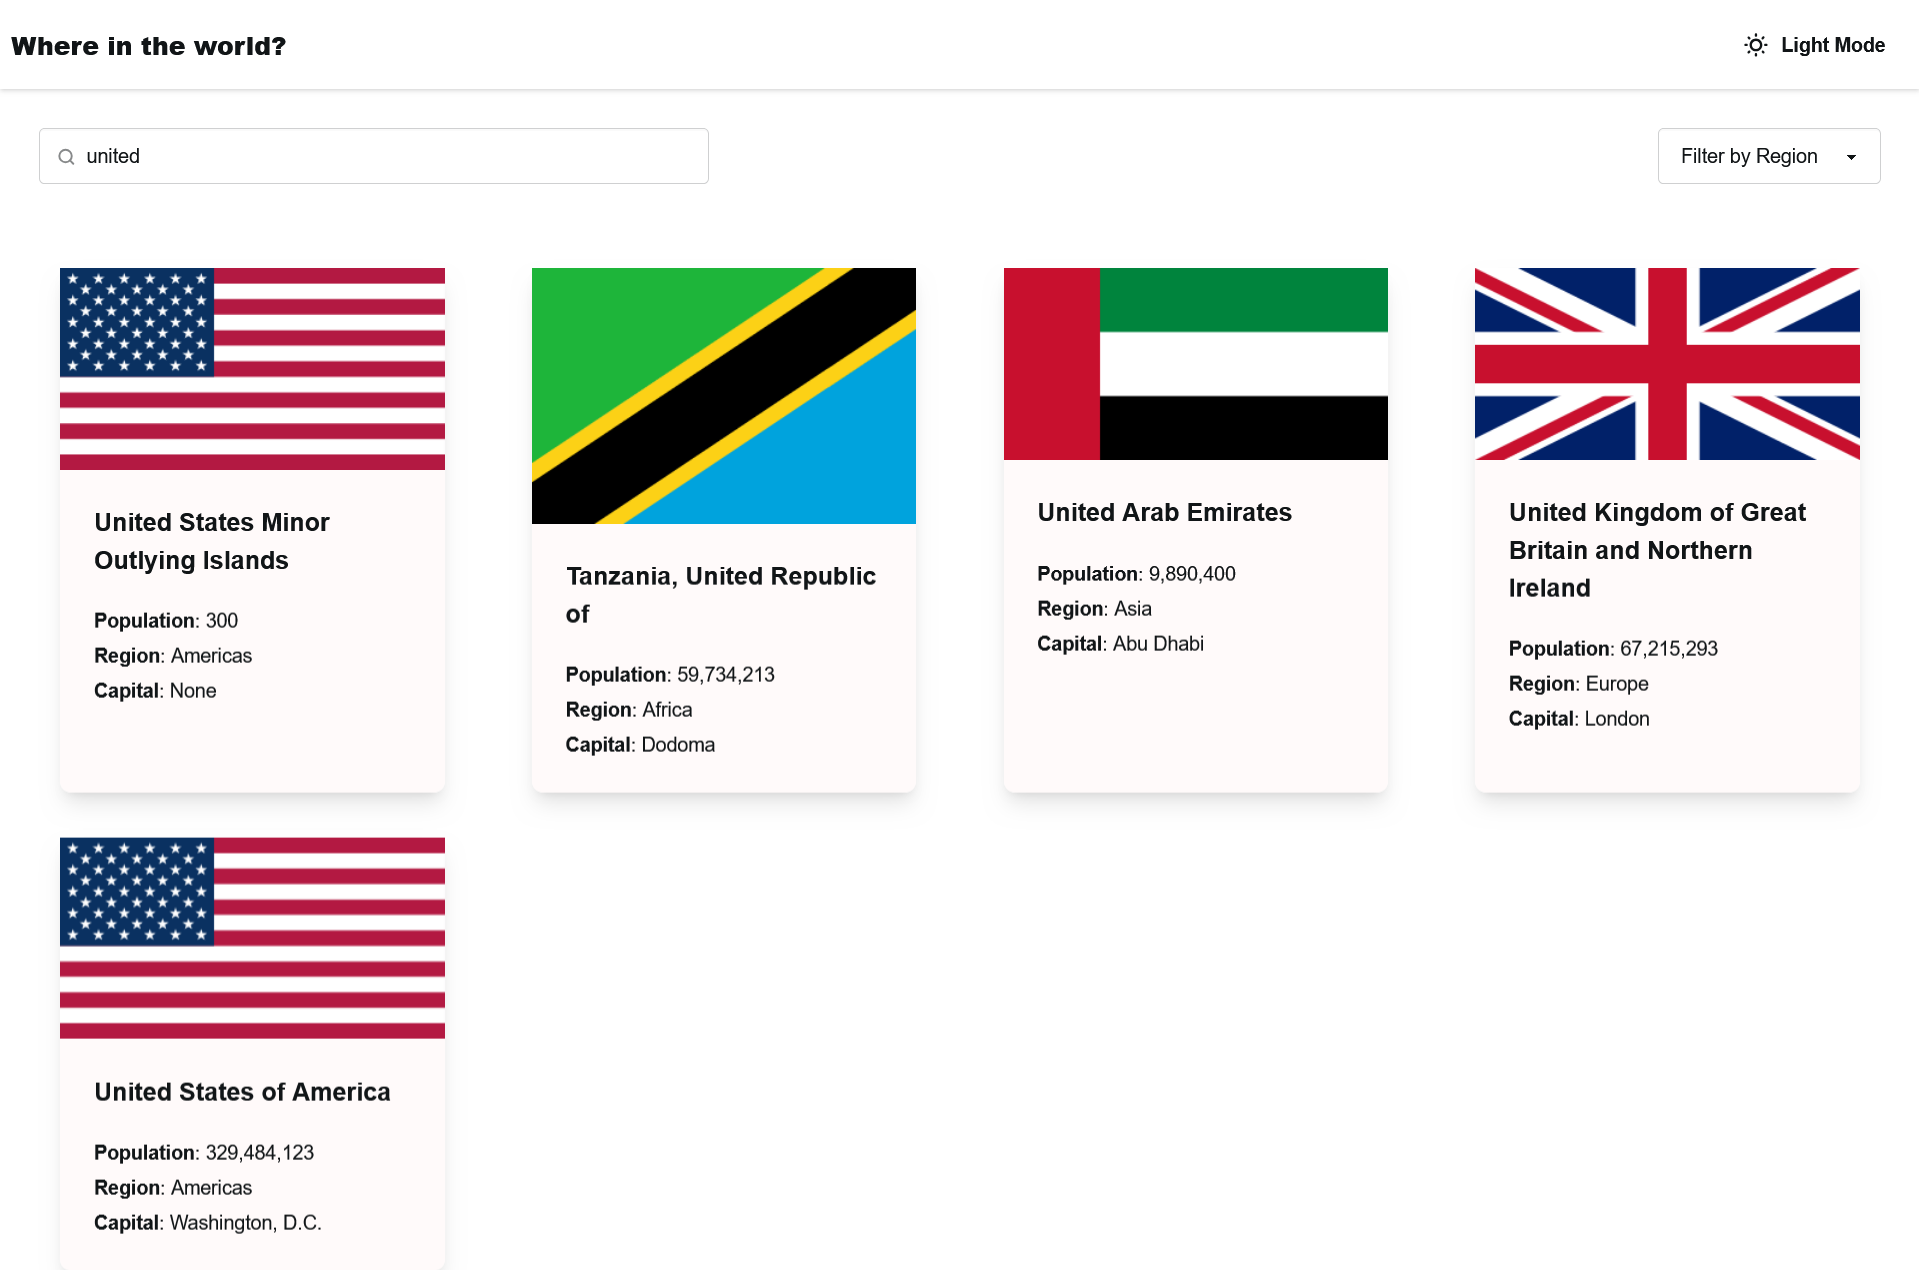 Where in the world?
Light Mode
united
Filter by Region
United States Minor
Outlying Islands
Population: 300
Region: Americas
Capital: None
Tanzania, United Republic
of
Population: 59,734,213
Region: Africa
Capital: Dodoma
United Arab Emirates
Population: 9,890,400
Region: Asia
Capital: Abu Dhabi
United Kingdom of Great
Britain and Northern
Ireland
Population: 67,215,293
Region: Europe
Capital: London
United States of America
Population: 329,484,123
Region: Americas
Capital: Washington, D.C.